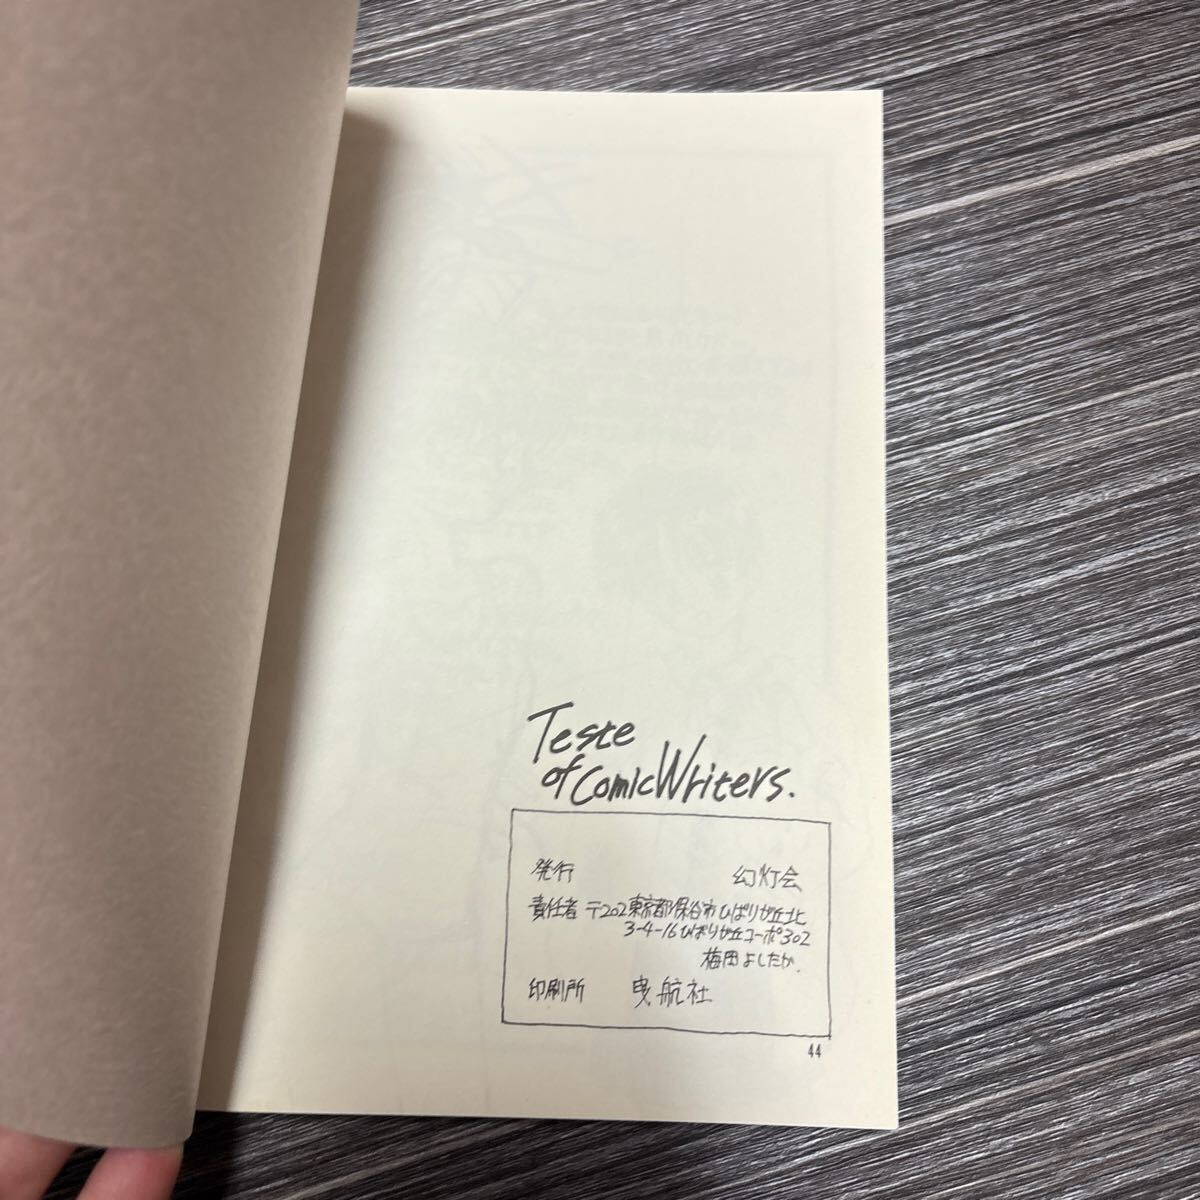 Teste
of Comic Writers.
発行 幻灯会
責任者 〒202 東京都保谷市ひばりが丘北
3-4-16 ひばりが丘コーポ302
梅田よしたか.
印刷所 曳航社
44